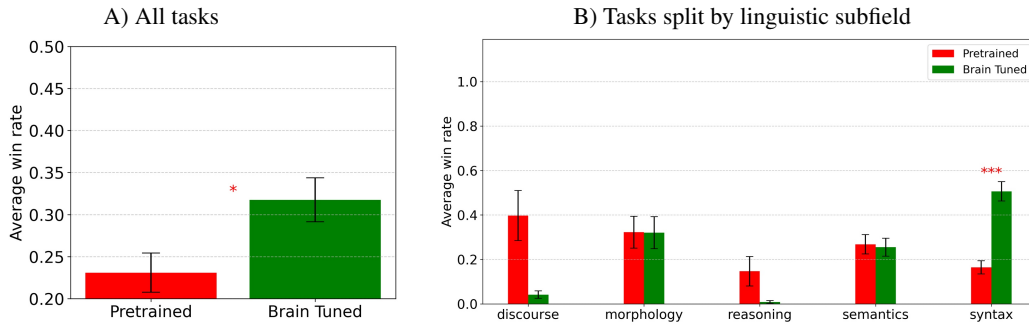 A) All tasks
Average win rate
0.50
0.45
0.40
0.35
0.30
0.25
0.20
*
Pretrained
Brain Tuned
B) Tasks split by linguistic subfield
Average win rate
1.0
0.8
0.6
0.4
0.2
0.0
Pretrained
Brain Tuned
***
discourse
morphology
reasoning
semantics
syntax